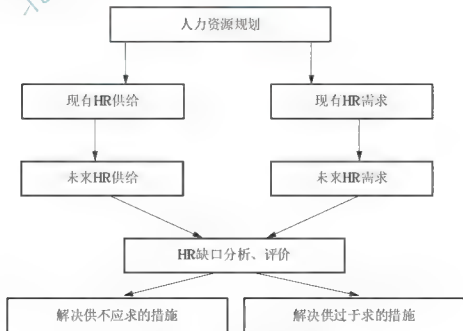 人力资源规划
现有HR供给
现有HR需求
未来HR供给
未来HR需求
HR缺口分析、评价
解决供不应求的措施
解决供过于求的措施